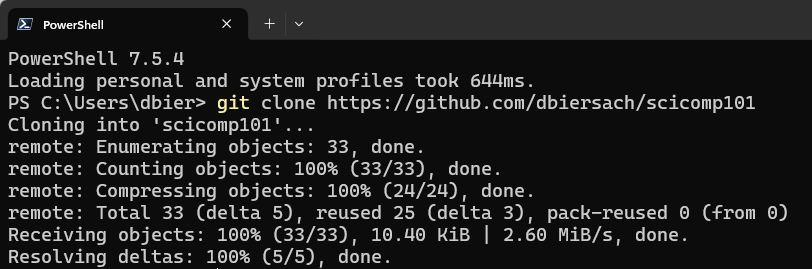 PowerShell
PowerShell 7.5.4
Loading personal and system profiles took 644ms.
PS C:\Users\dbier> git clone https://github.com/dbiersach/scicomp101
Cloning into 'scicomp101'...
remote: Enumerating objects: 33, done.
remote: Counting objects: 100% (33/33), done.
remote: Compressing objects: 100% (24/24), done.
remote: Total 33 (delta 5), reused 25 (delta 3), pack-reused 0 (from 0)
Receiving objects: 100% (33/33), 10.40 KiB | 2.60 MiB/s, done.
Resolving deltas: 100% (5/5), done.